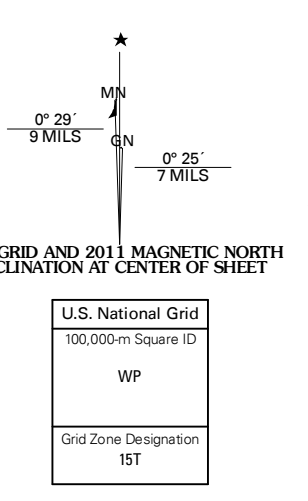 MN
0° 29´
9 MILS
GN
0° 25´
7 MILS
GRID AND 2011 MAGNETIC NORTH
CLINATION AT CENTER OF SHEET
U.S. National Grid
100,000-m Square ID
WP
Grid Zone Designation
15T